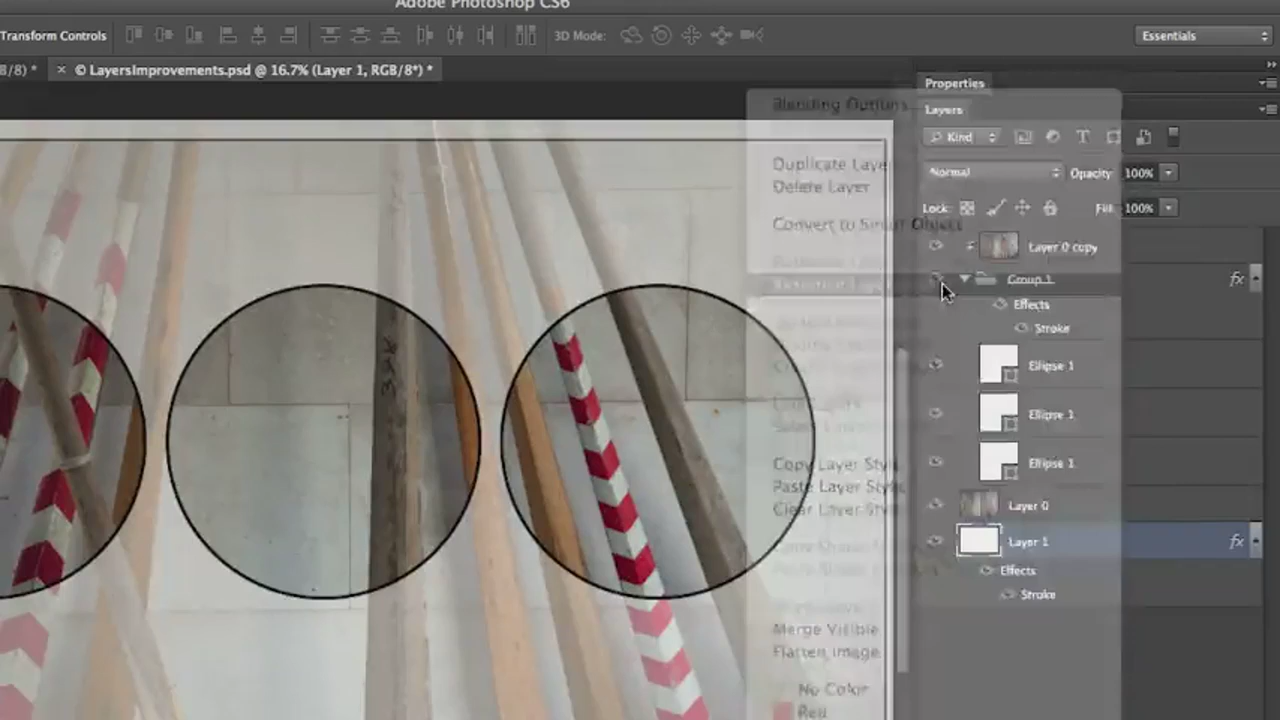 Adobe Photoshop CS6
Transform Controls
3D Mode:
Essentials
B/8) *
× © LayersImprovements.psd @ 16.7% (Layer 1, RGB/8*) *
Properties
Layers
Kind
Normal
Opacity: 100%
Lock:
Fill: 100%
Layer 0 copy
Group 1
fx
Effects
Stroke
Ellipse 1
Ellipse 1
Ellipse 1
Layer 0
Layer 1
fx
Effects
Stroke
Blending Options...
Duplicate Layer
Delete Layer
Convert to Smart Object
Copy Layer Style
Paste Layer Style
Clear Layer Style
Merge Visible
Flatten Image
No Color
Red